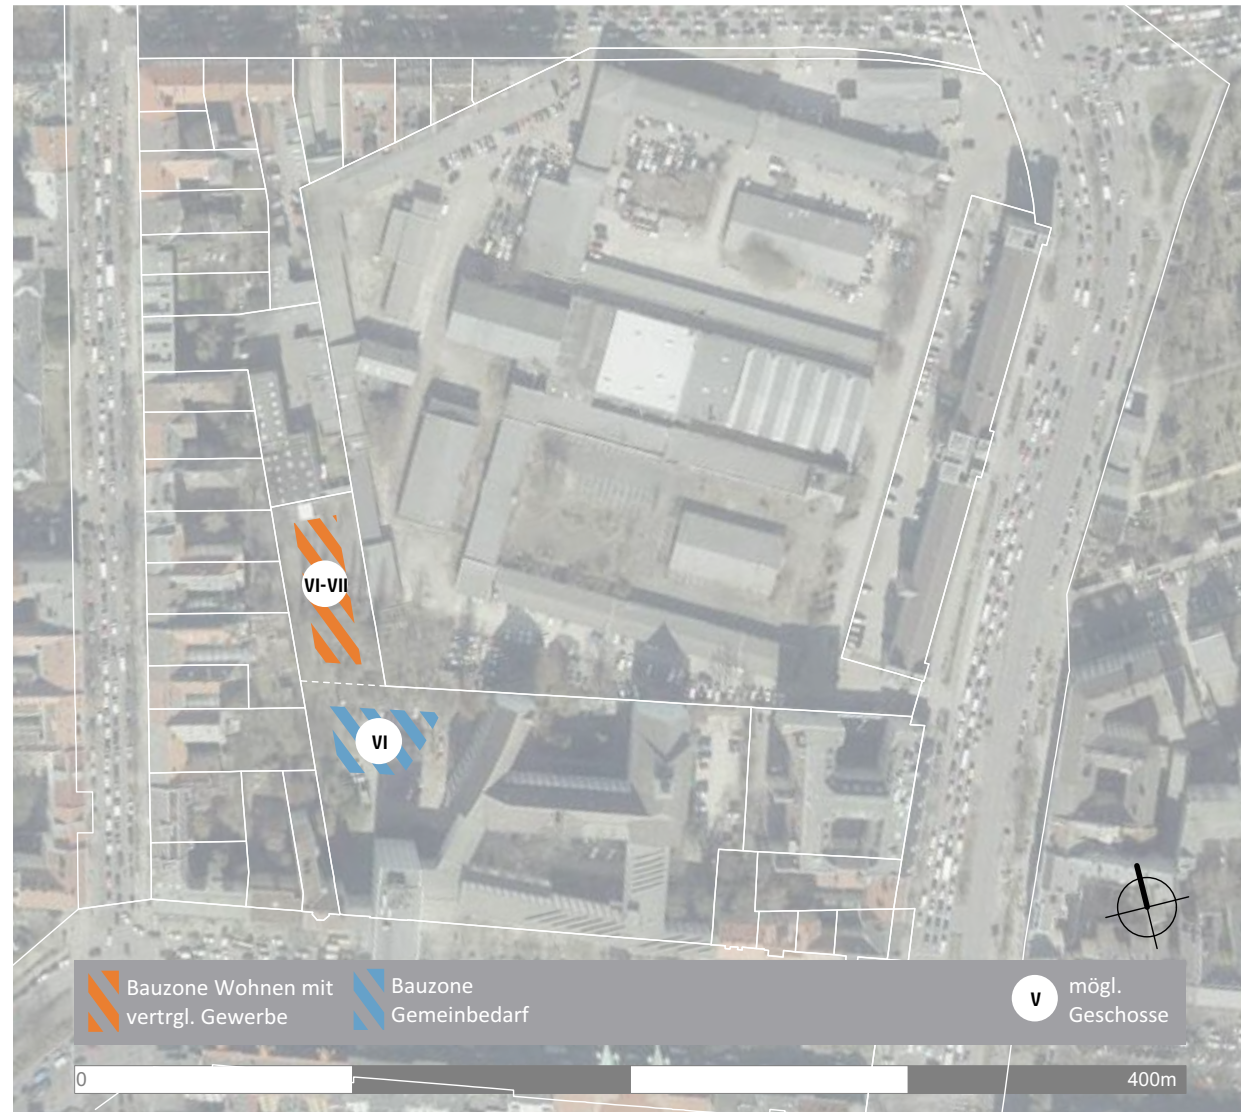 VI-VII
VI
Bauzone Wohnen mit
vertrgl. Gewerbe
Bauzone
Gemeinbedarf
V
mögl.
Geschosse
0
400m